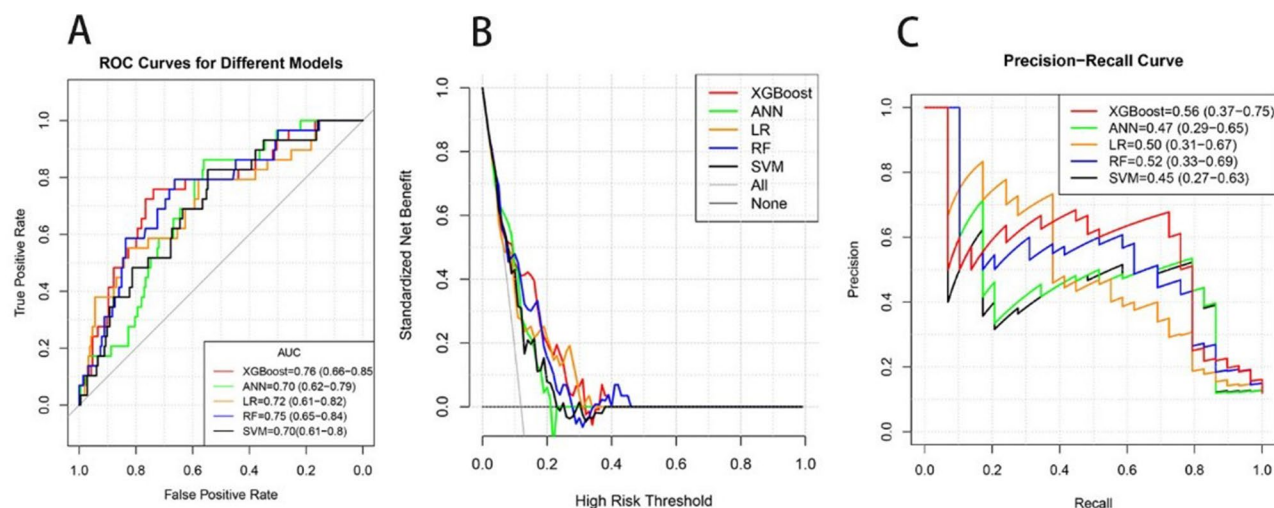 A
ROC Curves for Different Models
True Positive Rate
1.0
0.8
0.6
0.4
0.2
0.0
AUC
XGBoost=0.76 (0.66-0.85
ANN=0.70 (0.62-0.79)
LR=0.72 (0.61-0.82)
RF=0.75 (0.65-0.84)
SVM=0.70(0.61-0.8)
1.0 0.8 0.6 0.4 0.2 0.0
False Positive Rate
B
Standardized Net Benefit
1.0
0.8
0.6
0.4
0.2
0.0
XGBoost
ANN
LR
RF
SVM
All
None
0.0 0.2 0.4 0.6 0.8 1.0
High Risk Threshold
C
Precision-Recall Curve
Precision
1.0
0.8
0.6
0.4
0.2
0.0
XGBoost=0.56 (0.37-0.75)
ANN=0.47 (0.29-0.65)
LR=0.50 (0.31-0.67)
RF=0.52 (0.33-0.69)
SVM=0.45 (0.27-0.63)
0.0 0.2 0.4 0.6 0.8 1.0
Recall